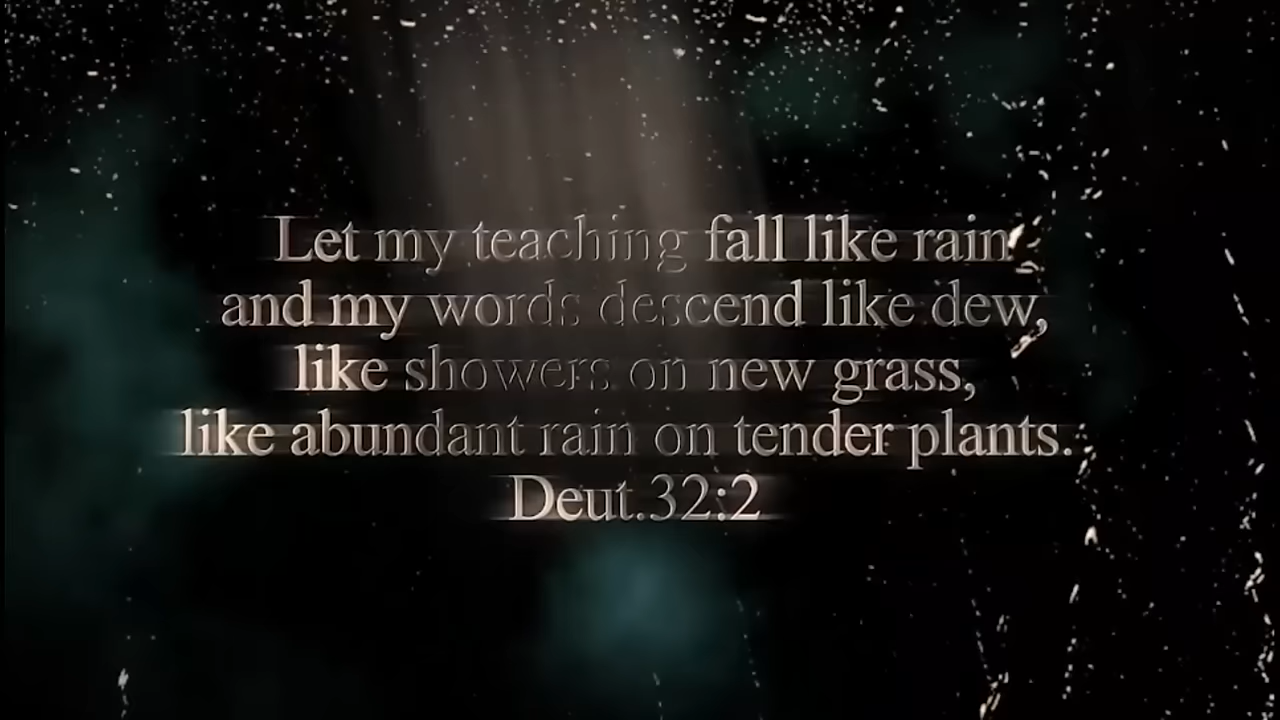 Let my teaching fall like rain
and my words descend like dew,
like showers on new grass,
like abundant rain on tender plants.
Deut.32:2